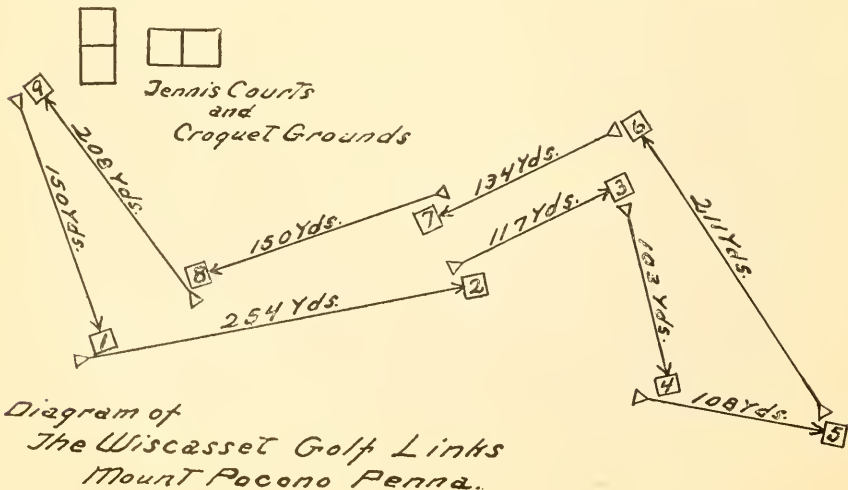 Tennis Courts
and
Croquet Grounds
9
150 Yds.
208 Yds.
8
150 Yds.
7
134 Yds.
6
117 Yds.
3
211 Yds.
103 Yds.
1
254 Yds.
2
4
108 Yds.
5
Diagram of
The Wiscasset Golf Links
Mount Pocono Penna.